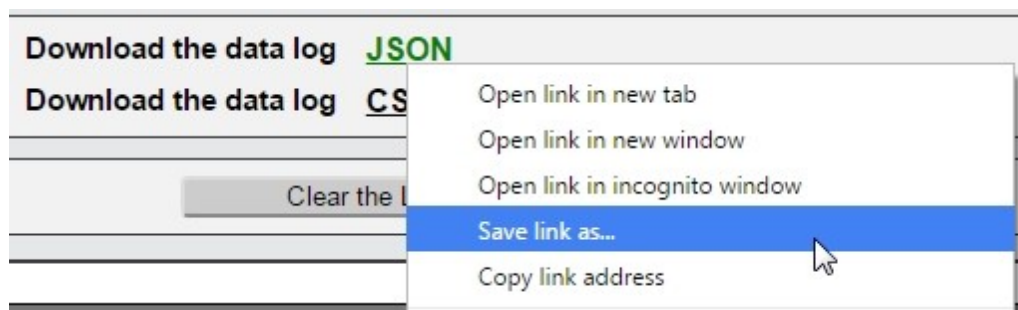 Download the data log JSON
Download the data log CS
Clear the
Open link in new tab
Open link in new window
Open link in incognito window
Save link as...
Copy link address